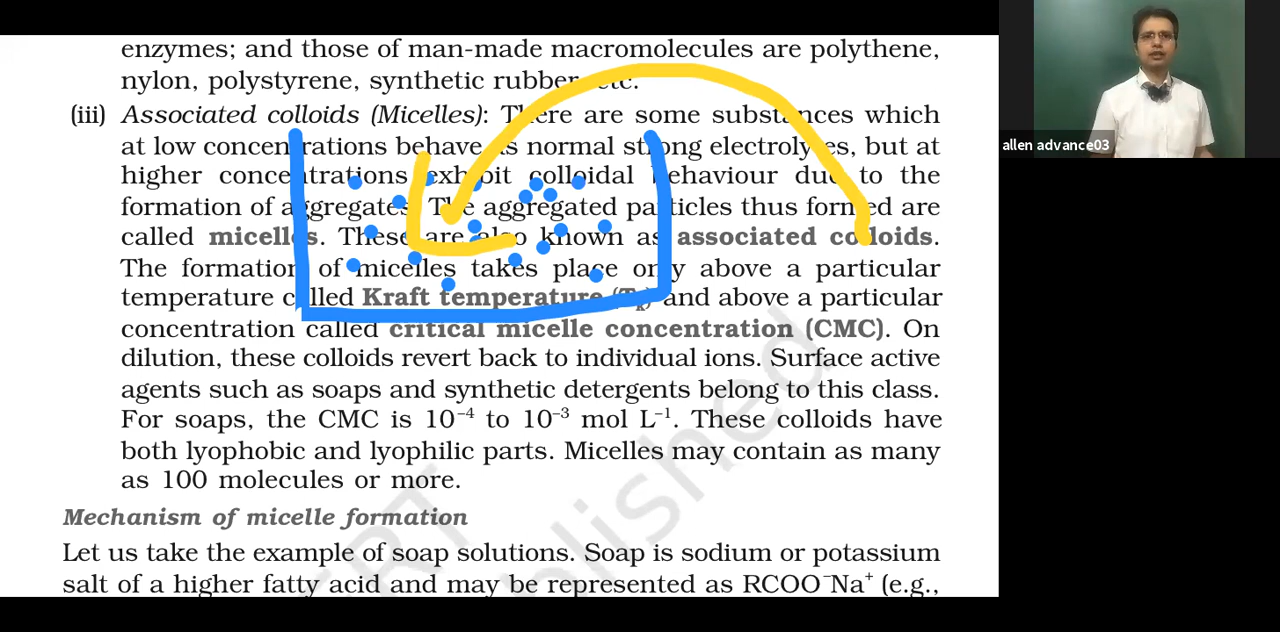 enzymes; and those of man-made macromolecules are polythene,
nylon, polystyrene, synthetic rubber, etc.
(iii) Associated colloids (Micelles): There are some substances which
at low concentrations behave as normal strong electrolytes, but at
higher concentrations exhibit colloidal behaviour due to the
formation of aggregates. The aggregated particles thus formed are
called micelles. These are also known as associated colloids.
The formation of micelles takes place only above a particular
temperature called Kraft temperature (Tk) and above a particular
concentration called critical micelle concentration (CMC). On
dilution, these colloids revert back to individual ions. Surface active
agents such as soaps and synthetic detergents belong to this class.
For soaps, the CMC is 10⁻⁴ to 10⁻³ mol L⁻¹. These colloids have
both lyophobic and lyophilic parts. Micelles may contain as many
as 100 molecules or more.
Mechanism of micelle formation
Let us take the example of soap solutions. Soap is sodium or potassium
salt of a higher fatty acid and may be represented as RCOO⁻Na⁺ (e.g.,
allen advance03